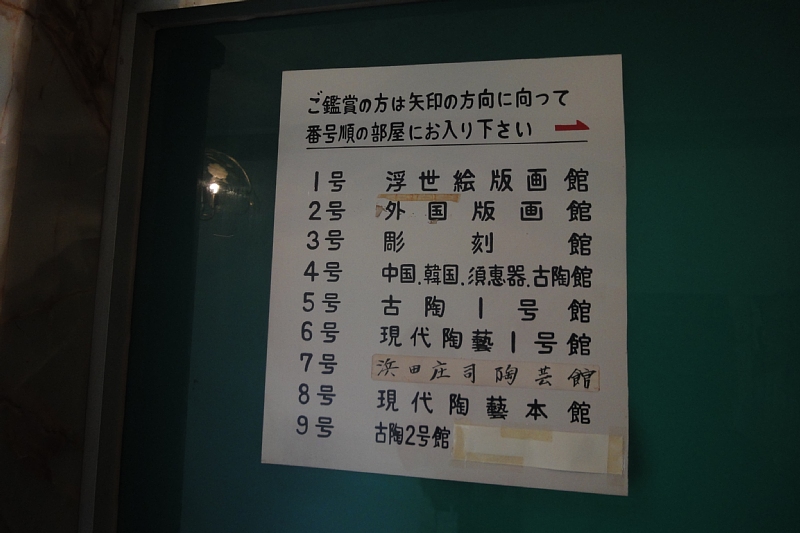 ご鑑賞の方は矢印の方向に向って
番号順の部屋にお入り下さい
1号 浮世絵版画館
2号 外国版画館
3号 彫刻館
4号 中国.韓国.須恵器.古陶館
5号 古陶1号館
6号 現代陶藝1号館
7号 浜田庄司陶芸館
8号 現代陶藝本館
9号 古陶2号館